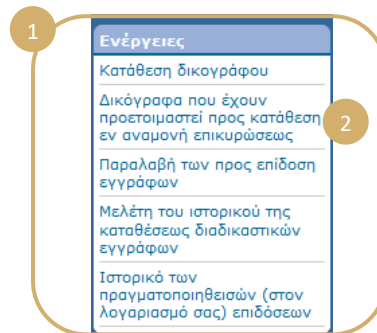 1
Ενέργειες
Κατάθεση δικογράφου
Δικόγραφα που έχουν
προετοιμαστεί προς κατάθεση
εν αναμονή επικυρώσεως
2
Παραλαβή των προς επίδοση
εγγράφων
Μελέτη του ιστορικού της
καταθέσεως διαδικαστικών
εγγράφων
Ιστορικό των
πραγματοποιηθεισών (στον
λογαριασμό σας) επιδόσεων